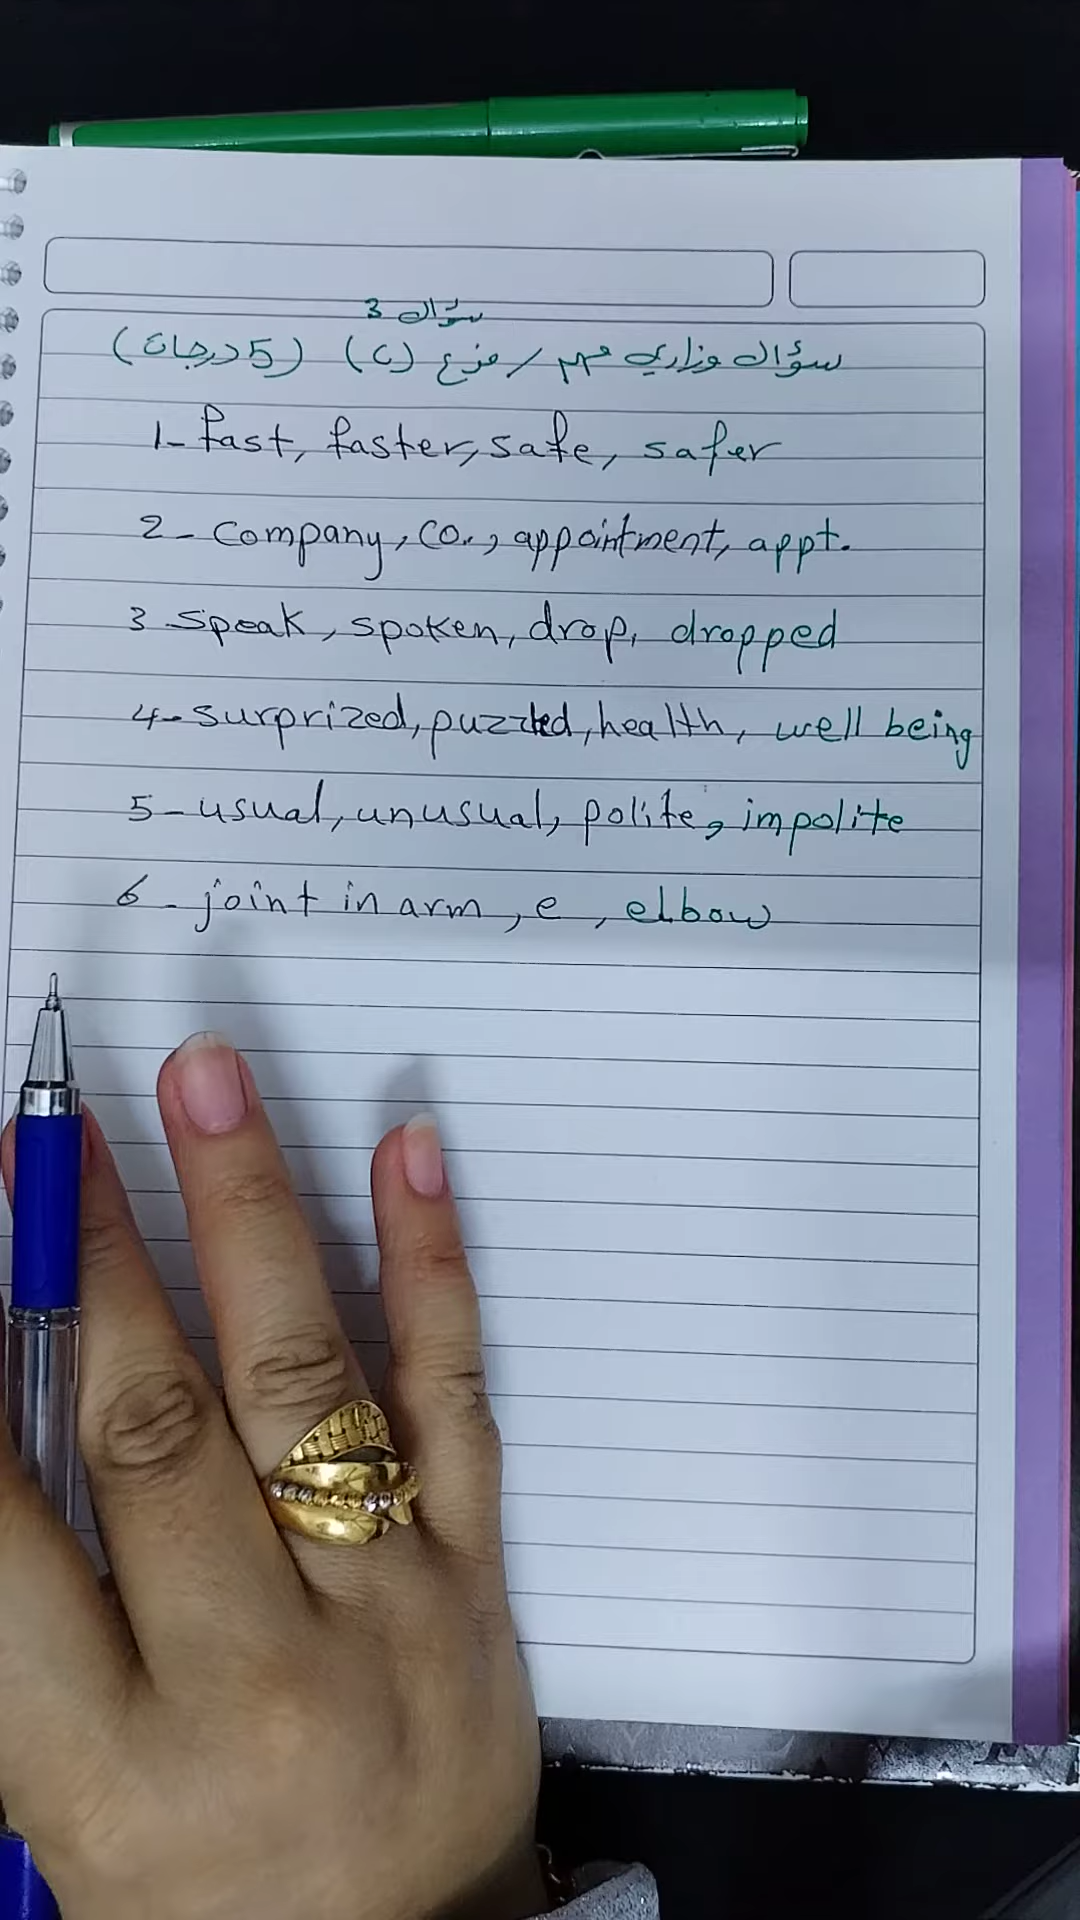 سؤال 3
سؤال وزاري مهم / فرع (C) (5 درجات)
1- fast, faster, safe, safer
2- Company, Co., appointment, appt.
3 Speak, spoken, drop, dropped
4- surprized, puzzled, health, well being
5- usual, unusual, polite, impolite
6- joint in arm, e, elbow